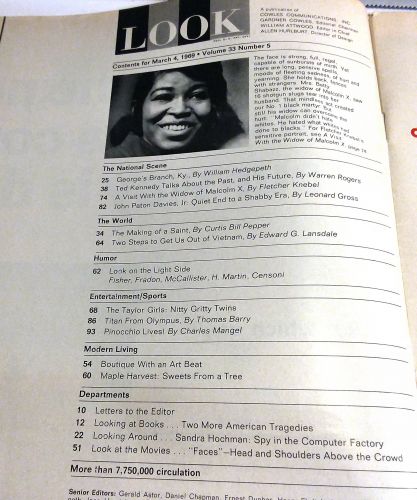 LOOK
A publication of
COWLES COMMUNICATIONS, INC.
GARDNER COWLES, Editorial Chairman
WILLIAM ATTWOOD, Editor in Chief
ALLEN HURLBURT, Director of Design
Contents for March 4, 1969 • Volume 33 Number 5
The face is strong, full, regal,
capable of sunbursts of mirth. Yet
there are long, pensive spells,
moods of fleeting sadness, of hurt and
yearning. She holds back, fences
with strangers. Mrs. Betty
Shabazz, the widow of Malcolm X, saw
16 shotgun slugs tear into her
husband. That mindless act created
our No. 1 black martyr. But
still his widow can overcome the
hurt. "Malcolm didn't hate
whites. He hated what whites had
done to blacks." For Fletcher Knebel's
sensitive portrait, see A Visit
With the Widow of Malcolm X, page 74
The National Scene
25 George's Branch, Ky., By William Hedgepeth
38 Ted Kennedy Talks About the Past, and His Future, By Warren Rogers
74 A Visit With the Widow of Malcolm X, By Fletcher Knebel
82 John Paton Davies, Jr: Quiet End to a Shabby Era, By Leonard Gross
The World
34 The Making of a Saint, By Curtis Bill Pepper
64 Two Steps to Get Us Out of Vietnam, By Edward G. Lansdale
Humor
62 Look on the Light Side
Fisher, Fradon, McCallister, H. Martin, Censoni
Entertainment/Sports
68 The Taylor Girls: Nitty Gritty Twins
86 Titan From Olympus, By Thomas Barry
93 Pinocchio Lives! By Charles Mangel
Modern Living
54 Boutique With an Art Beat
60 Maple Harvest: Sweets From a Tree
Departments
10 Letters to the Editor
12 Looking at Books . . . Two More American Tragedies
22 Looking Around . . . Sandra Hochman: Spy in the Computer Factory
51 Look at the Movies . . . "Faces"—Head and Shoulders Above the Crowd
More than 7,750,000 circulation
Senior Editors: Gerald Astor, Daniel Chapman, Ernest Dunbar,